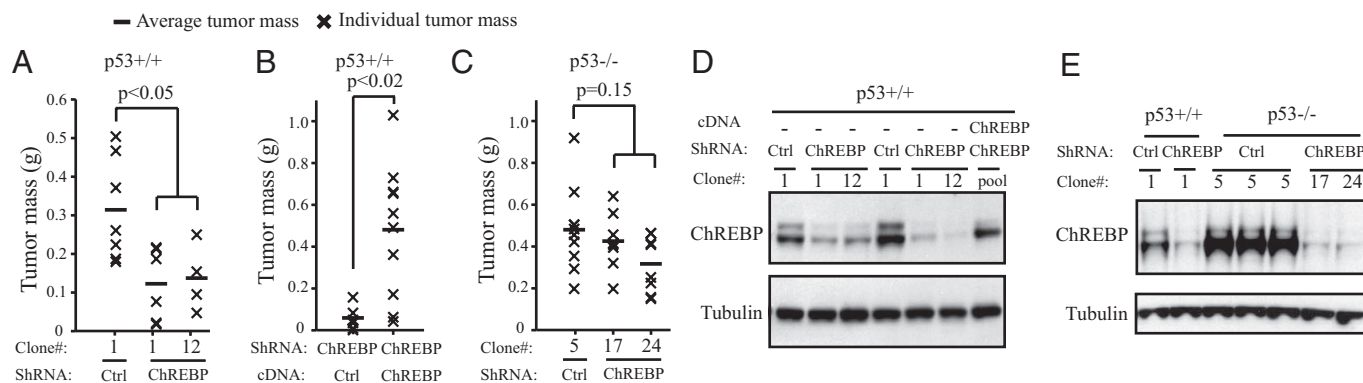 Average tumor mass
Individual tumor mass
A
p53+/+
p<0.05
Tumor mass (g)
0.6
0.5
0.4
0.3
0.2
0.1
0
Clone#: 1 1 12
ShRNA: Ctrl ChREBP
B
p53+/+
p<0.02
Tumor mass (g)
1.0
0.8
0.6
0.4
0.2
0
ShRNA: ChREBP ChREBP
cDNA: Ctrl ChREBP
C
p53-/-
p=0.15
Tumor mass (g)
1.0
0.8
0.6
0.4
0.2
0
Clone#: 5 17 24
ShRNA: Ctrl ChREBP
D
p53+/+
cDNA - - - - - - ChREBP
ShRNA: Ctrl ChREBP Ctrl ChREBP ChREBP
Clone#: 1 1 12 1 1 12 pool
ChREBP
Tubulin
E
p53+/+ p53-/-
ShRNA: Ctrl ChREBP Ctrl ChREBP
Clone#: 1 1 5 5 5 17 24
ChREBP
Tubulin